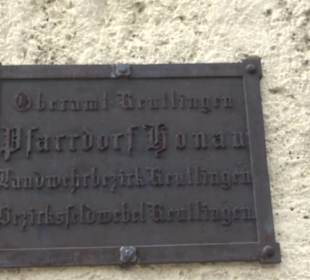 Oberamt Reutlingen
Pfarrdorf Honau
Landwehrbezirk Reutlingen
Bezirksfeldwebel Reutlingen